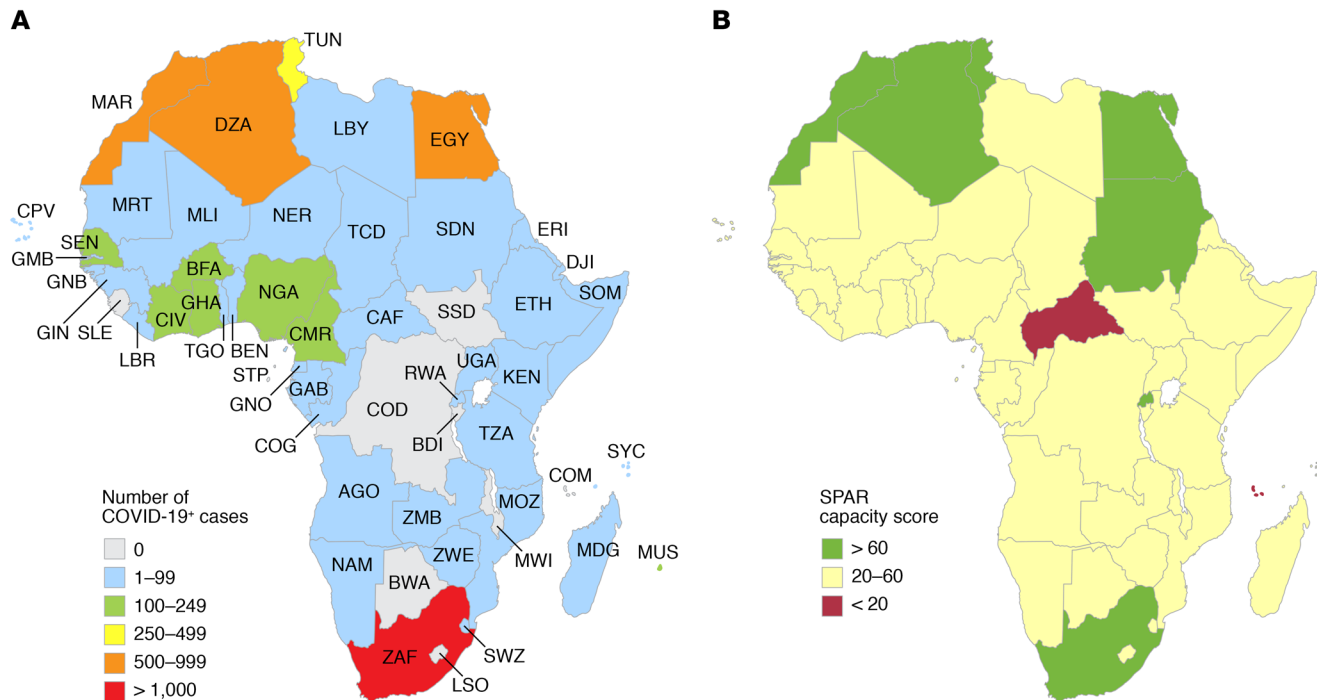 A
TUN
MAR
DZA
LBY
EGY
CPV
MRT
MLI
NER
TCD
SDN
ERI
SEN
GMB
BFA
DJI
GNB
NGA
GHA
ETH
SOM
CIV
SSD
GIN
SLE
CAF
CMR
LBR
TGO
BEN
UGA
STP
RWA
KEN
GAB
GNO
COD
COG
BDI
TZA
SYC
COM
AGO
MOZ
ZMB
MWI
MDG
MUS
ZWE
NAM
BWA
ZAF
SWZ
LSO
Number of
COVID-19⁺ cases
0
1–99
100–249
250–499
500–999
> 1,000
B
SPAR
capacity score
> 60
20–60
< 20